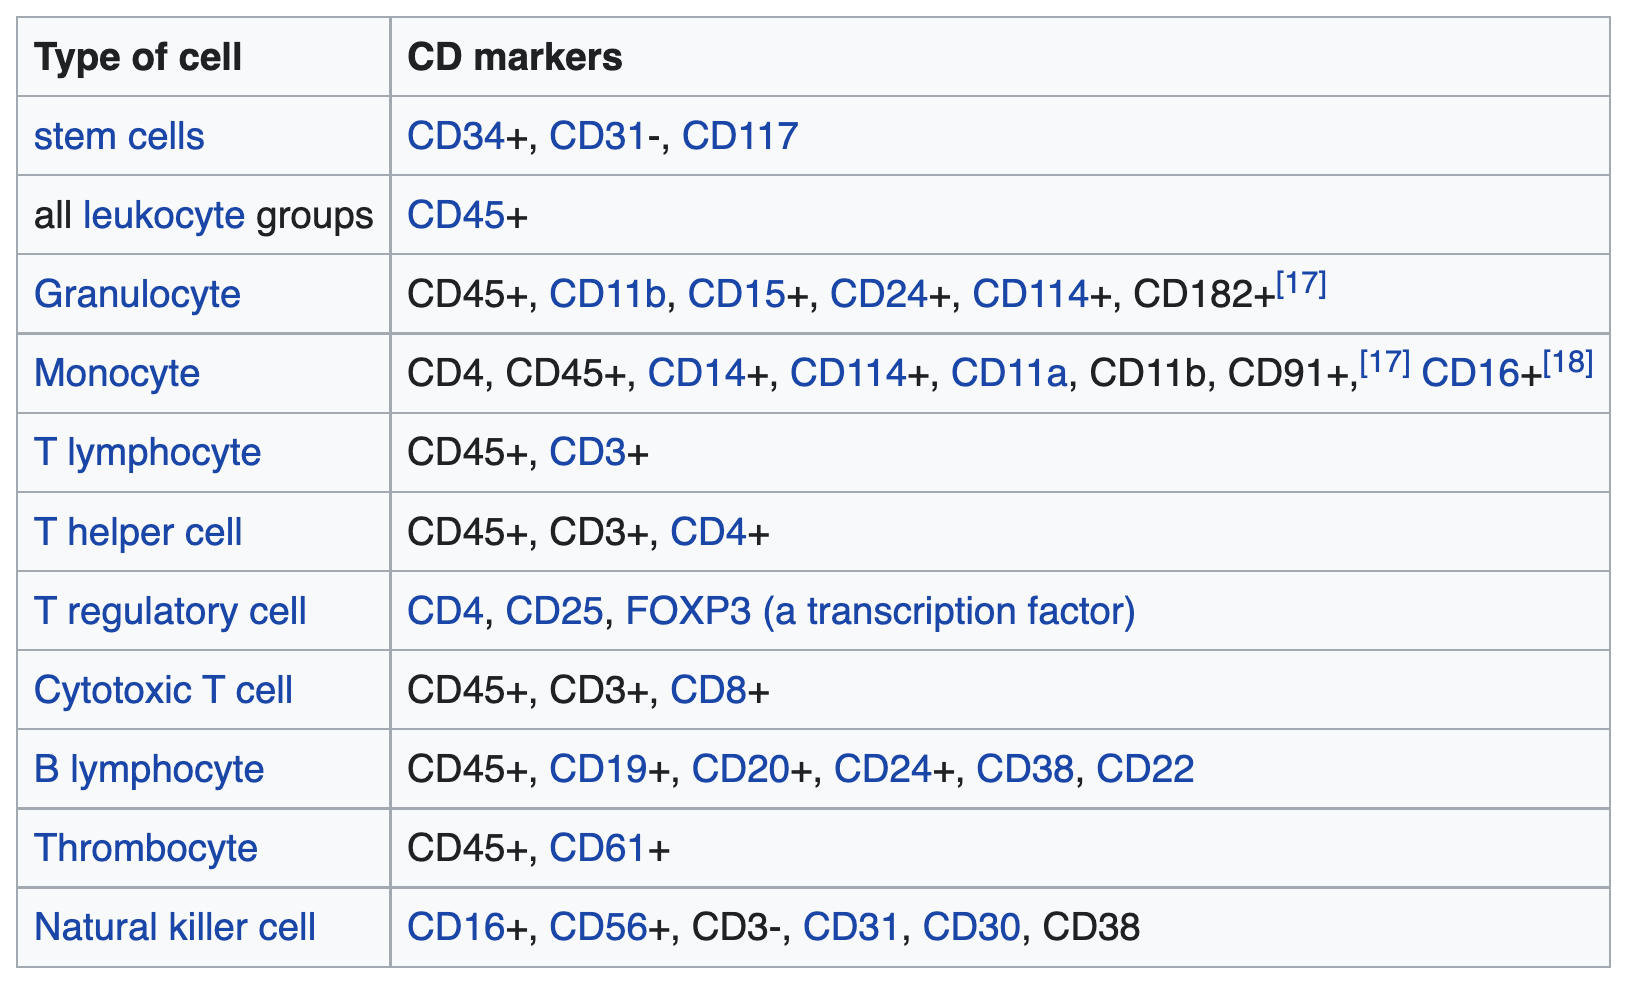 Type of cell CD markers
stem cells CD34+, CD31-, CD117
all leukocyte groups CD45+
Granulocyte CD45+, CD11b, CD15+, CD24+, CD114+, CD182+[17]
Monocyte CD4, CD45+, CD14+, CD114+, CD11a, CD11b, CD91+,[17] CD16+[18]
T lymphocyte CD45+, CD3+
T helper cell CD45+, CD3+, CD4+
T regulatory cell CD4, CD25, FOXP3 (a transcription factor)
Cytotoxic T cell CD45+, CD3+, CD8+
B lymphocyte CD45+, CD19+, CD20+, CD24+, CD38, CD22
Thrombocyte CD45+, CD61+
Natural killer cell CD16+, CD56+, CD3-, CD31, CD30, CD38